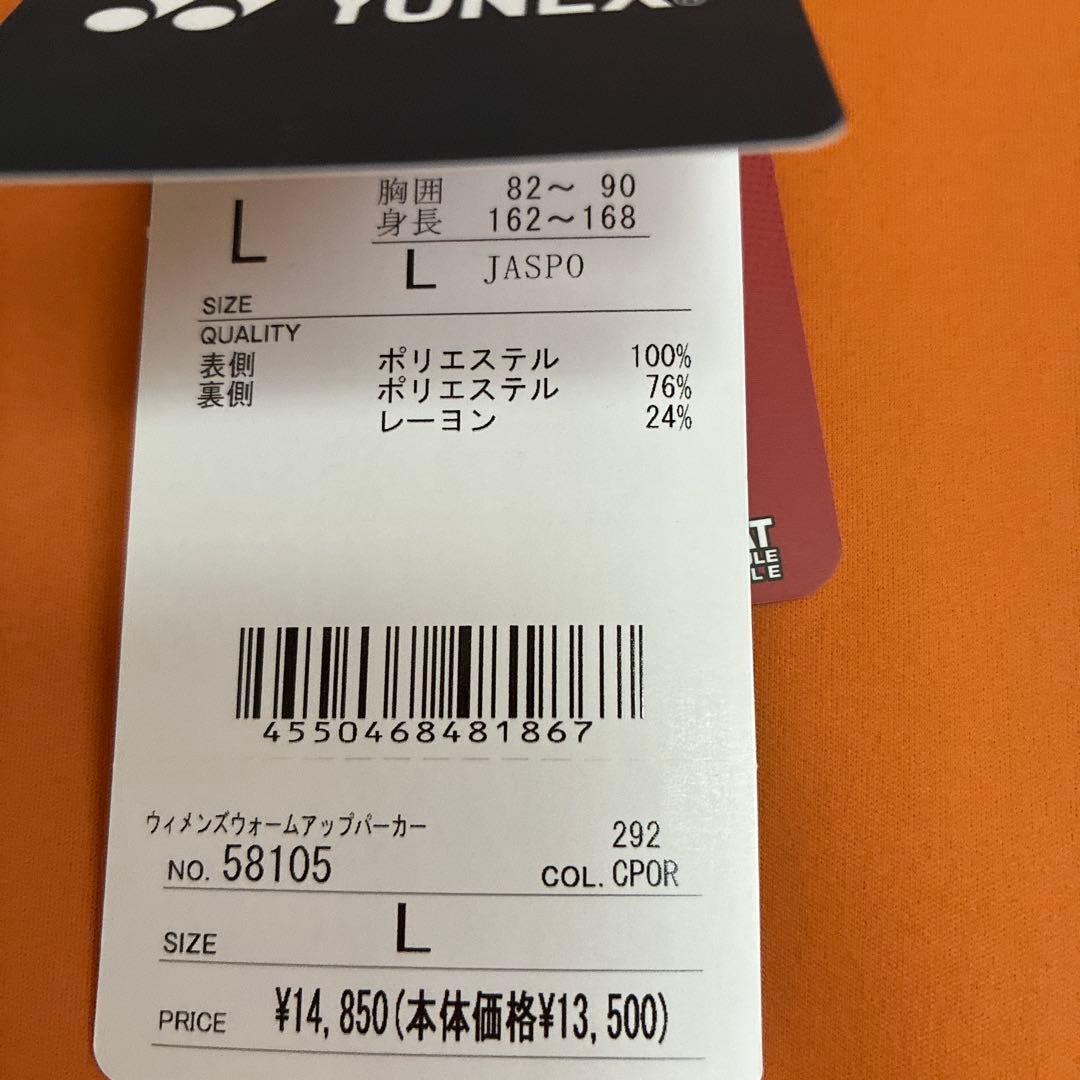 YONEX®
胸囲 82～ 90
L
身長 162～168
L JASPO
SIZE
QUALITY
表側 ポリエステル 100%
裏側 ポリエステル 76%
レーヨン 24%
4550468481867
ウィメンズウォームアップパーカー
292
NO. 58105
COL. CPOR
SIZE L
PRICE ¥14,850(本体価格¥13,500)